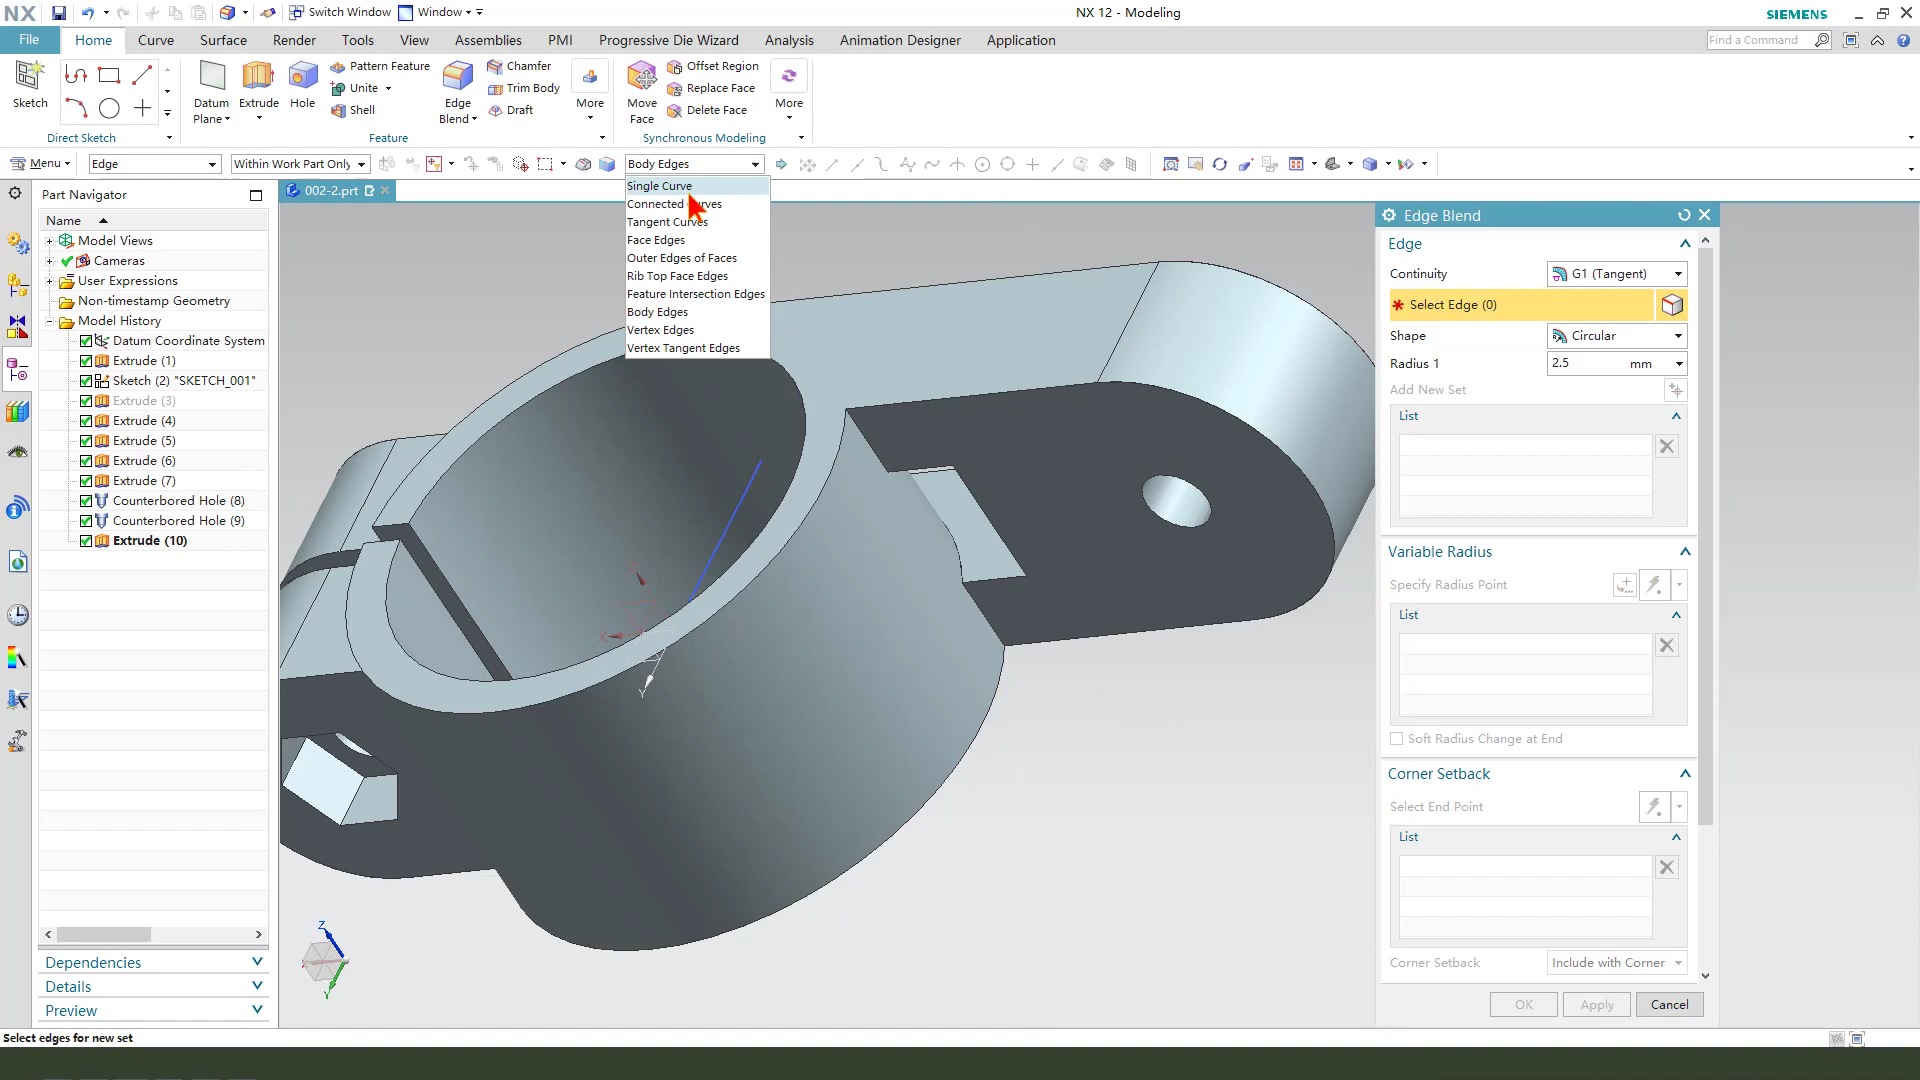 NX Switch Window Window NX 12 - Modeling SIEMENS
File Home Curve Surface Render Tools View Assemblies PMI Progressive Die Wizard Analysis Animation Designer Application Find a Command
Sketch
Direct Sketch
Datum Plane
Extrude
Hole
Pattern Feature
Unite
Shell
Edge Blend
Chamfer
Trim Body
Draft
More
Feature
Move Face
Offset Region
Replace Face
Delete Face
More
Synchronous Modeling
Menu Edge Within Work Part Only Body Edges
Part Navigator
Name
Model Views
Cameras
User Expressions
Non-timestamp Geometry
Model History
Datum Coordinate System
Extrude (1)
Sketch (2) "SKETCH_001"
Extrude (3)
Extrude (4)
Extrude (5)
Extrude (6)
Extrude (7)
Counterbored Hole (8)
Counterbored Hole (9)
Extrude (10)
Dependencies
Details
Preview
002-2.prt
Single Curve
Connected Curves
Tangent Curves
Face Edges
Outer Edges of Faces
Rib Top Face Edges
Feature Intersection Edges
Body Edges
Vertex Edges
Vertex Tangent Edges
X
Y
Z
Y
Edge Blend
Edge
Continuity G1 (Tangent)
* Select Edge (0)
Shape Circular
Radius 1 2.5 mm
Add New Set
List
Variable Radius
Specify Radius Point
List
Soft Radius Change at End
Corner Setback
Select End Point
List
Corner Setback Include with Corner
OK Apply Cancel
Select edges for new set